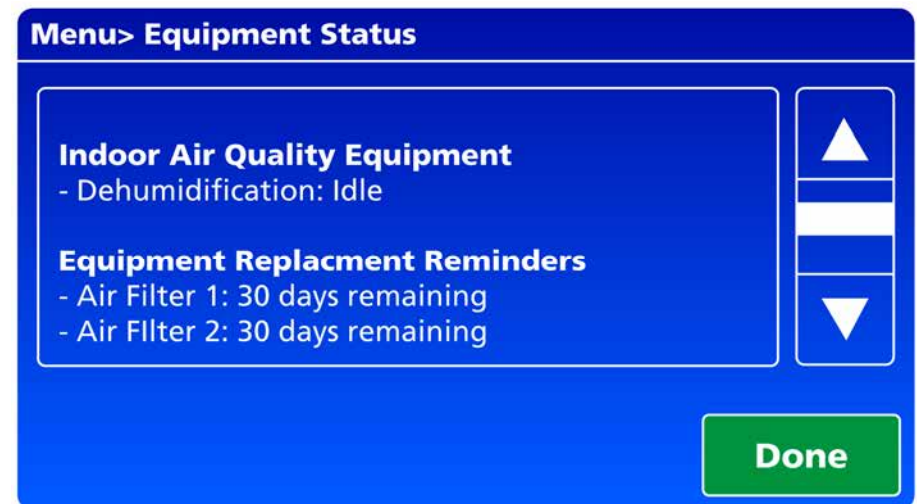 Menu> Equipment Status
Indoor Air Quality Equipment
- Dehumidification: Idle
Equipment Replacment Reminders
- Air Filter 1: 30 days remaining
- Air FIlter 2: 30 days remaining
Done